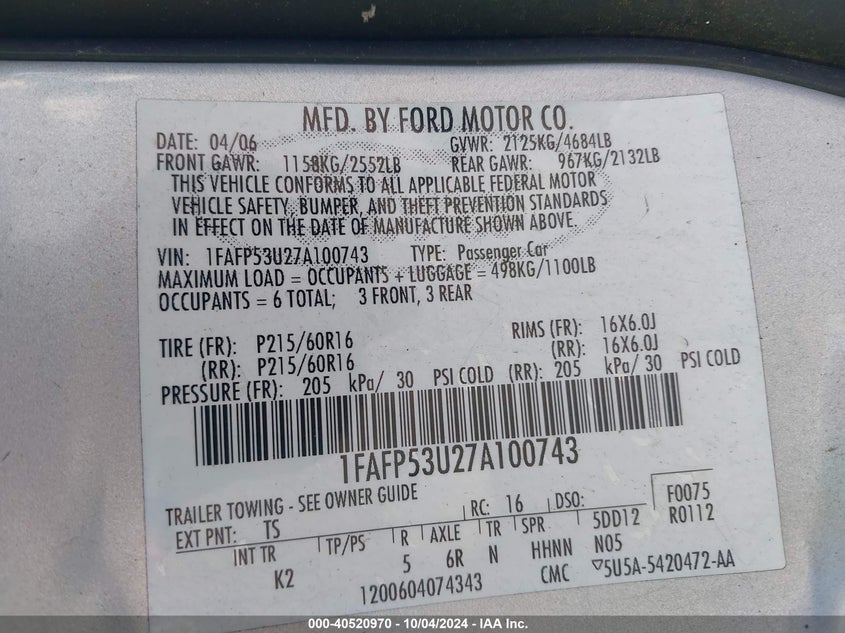 MFD. BY FORD MOTOR CO.
DATE: 04/06 GVWR: 2125KG/4684LB
FRONT GAWR: 1158KG/2552LB REAR GAWR: 967KG/2132LB
THIS VEHICLE CONFORMS TO ALL APPLICABLE FEDERAL MOTOR
VEHICLE SAFETY, BUMPER, AND THEFT PREVENTION STANDARDS
IN EFFECT ON THE DATE OF MANUFACTURE SHOWN ABOVE.
VIN: 1FAFP53U27A100743 TYPE: Passenger Car
MAXIMUM LOAD = OCCUPANTS + LUGGAGE = 498KG/1100LB
OCCUPANTS = 6 TOTAL; 3 FRONT, 3 REAR
TIRE (FR): P215/60R16 RIMS (FR): 16X6.0J
(RR): P215/60R16 (RR): 16X6.0J
PRESSURE (FR): 205 kPa/ 30 PSI COLD (RR): 205 kPa/ 30 PSI COLD
1FAFP53U27A100743
TRAILER TOWING - SEE OWNER GUIDE
EXT PNT: TS RC: 16 DSO: F0075
INT TR TP/PS R AXLE TR SPR 5DD12 R0112
K2 5 6R N HHNN N05
1200604074343 CMC ▽5U5A-5420472-AA
000-40520970 - 10/04/2024 - IAA Inc.